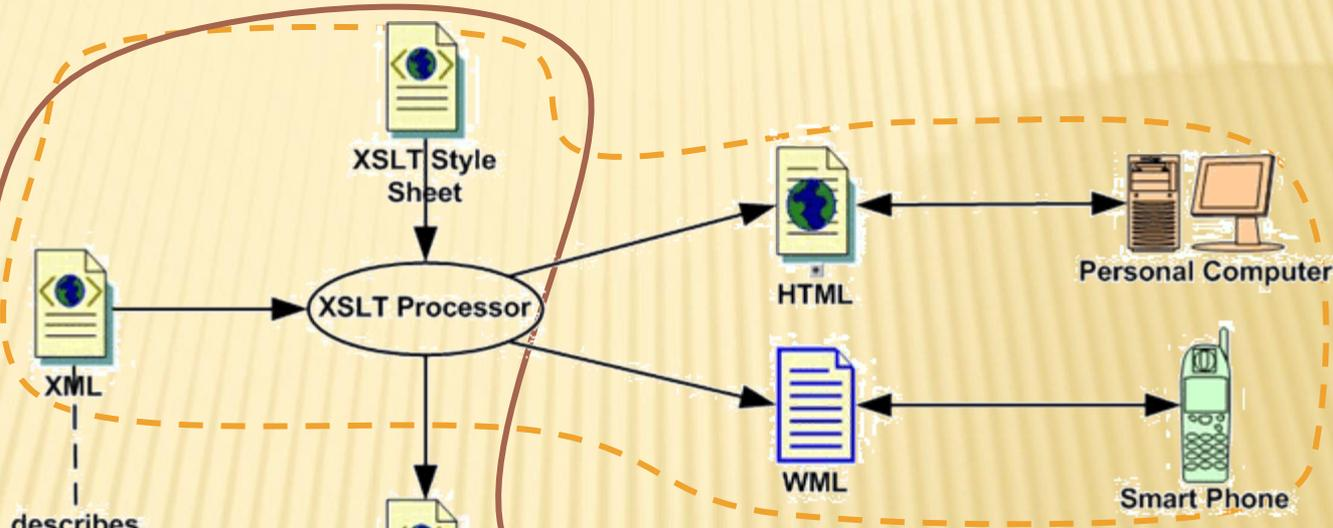 XSLT Style
Sheet
XML
XSLT Processor
HTML
Personal Computer
WML
Smart Phone
describes